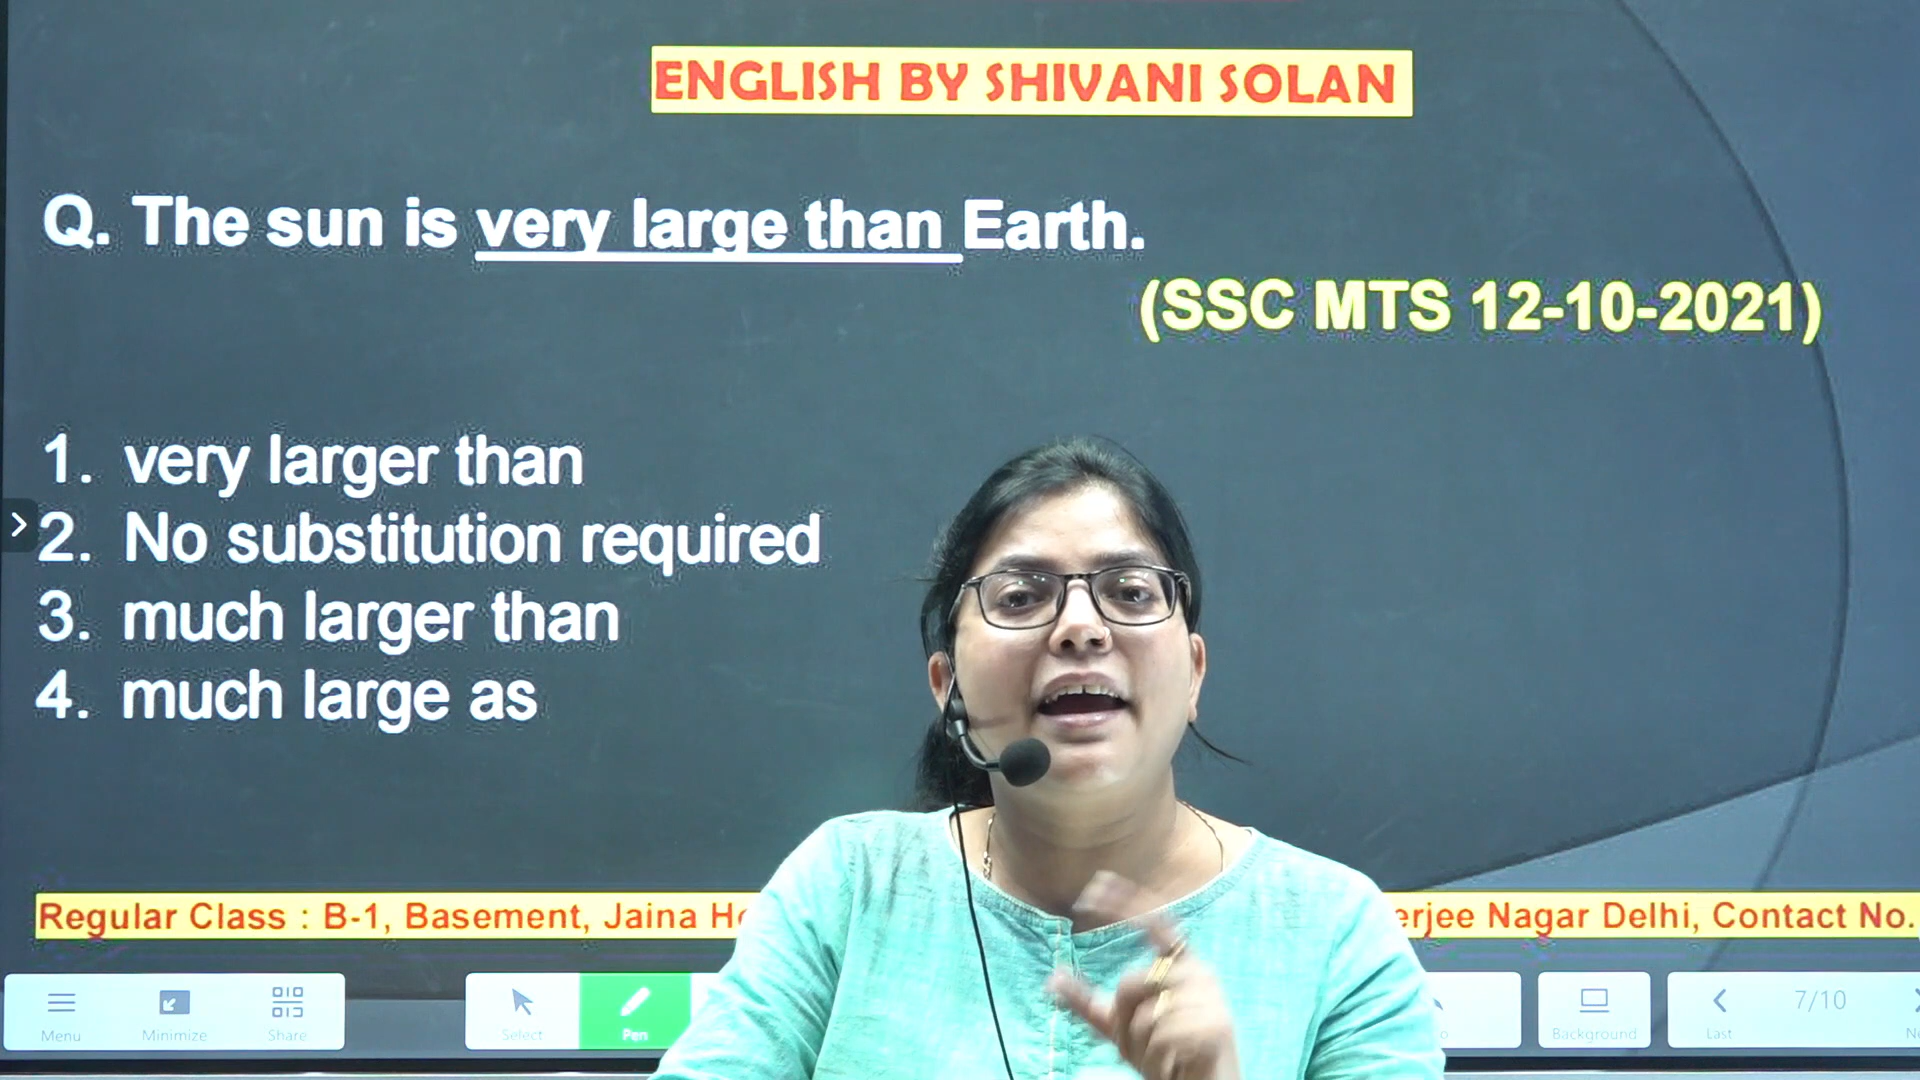 ENGLISH BY SHIVANI SOLAN
Q. The sun is very large than Earth.
(SSC MTS 12-10-2021)
1. very larger than
2. No substitution required
3. much larger than
4. much large as
Regular Class : B-1, Basement, Jaina Nagar Delhi, Contact No.
Menu Minimize Share Select Pen Background Last 7/10